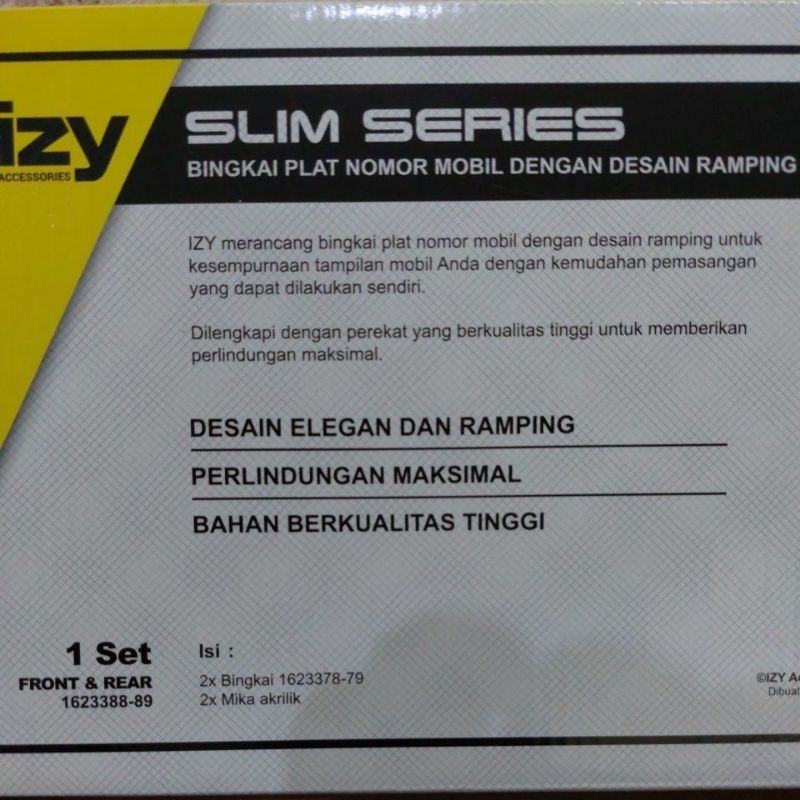 izy
ACCESSORIES
SLIM SERIES
BINGKAI PLAT NOMOR MOBIL DENGAN DESAIN RAMPING
IZY merancang bingkai plat nomor mobil dengan desain ramping untuk
kesempurnaan tampilan mobil Anda dengan kemudahan pemasangan
yang dapat dilakukan sendiri.
Dilengkapi dengan perekat yang berkualitas tinggi untuk memberikan
perlindungan maksimal.
DESAIN ELEGAN DAN RAMPING
PERLINDUNGAN MAKSIMAL
BAHAN BERKUALITAS TINGGI
1 Set
FRONT & REAR
1623388-89
Isi :
2x Bingkai 1623378-79
2x Mika akrilik
©IZY